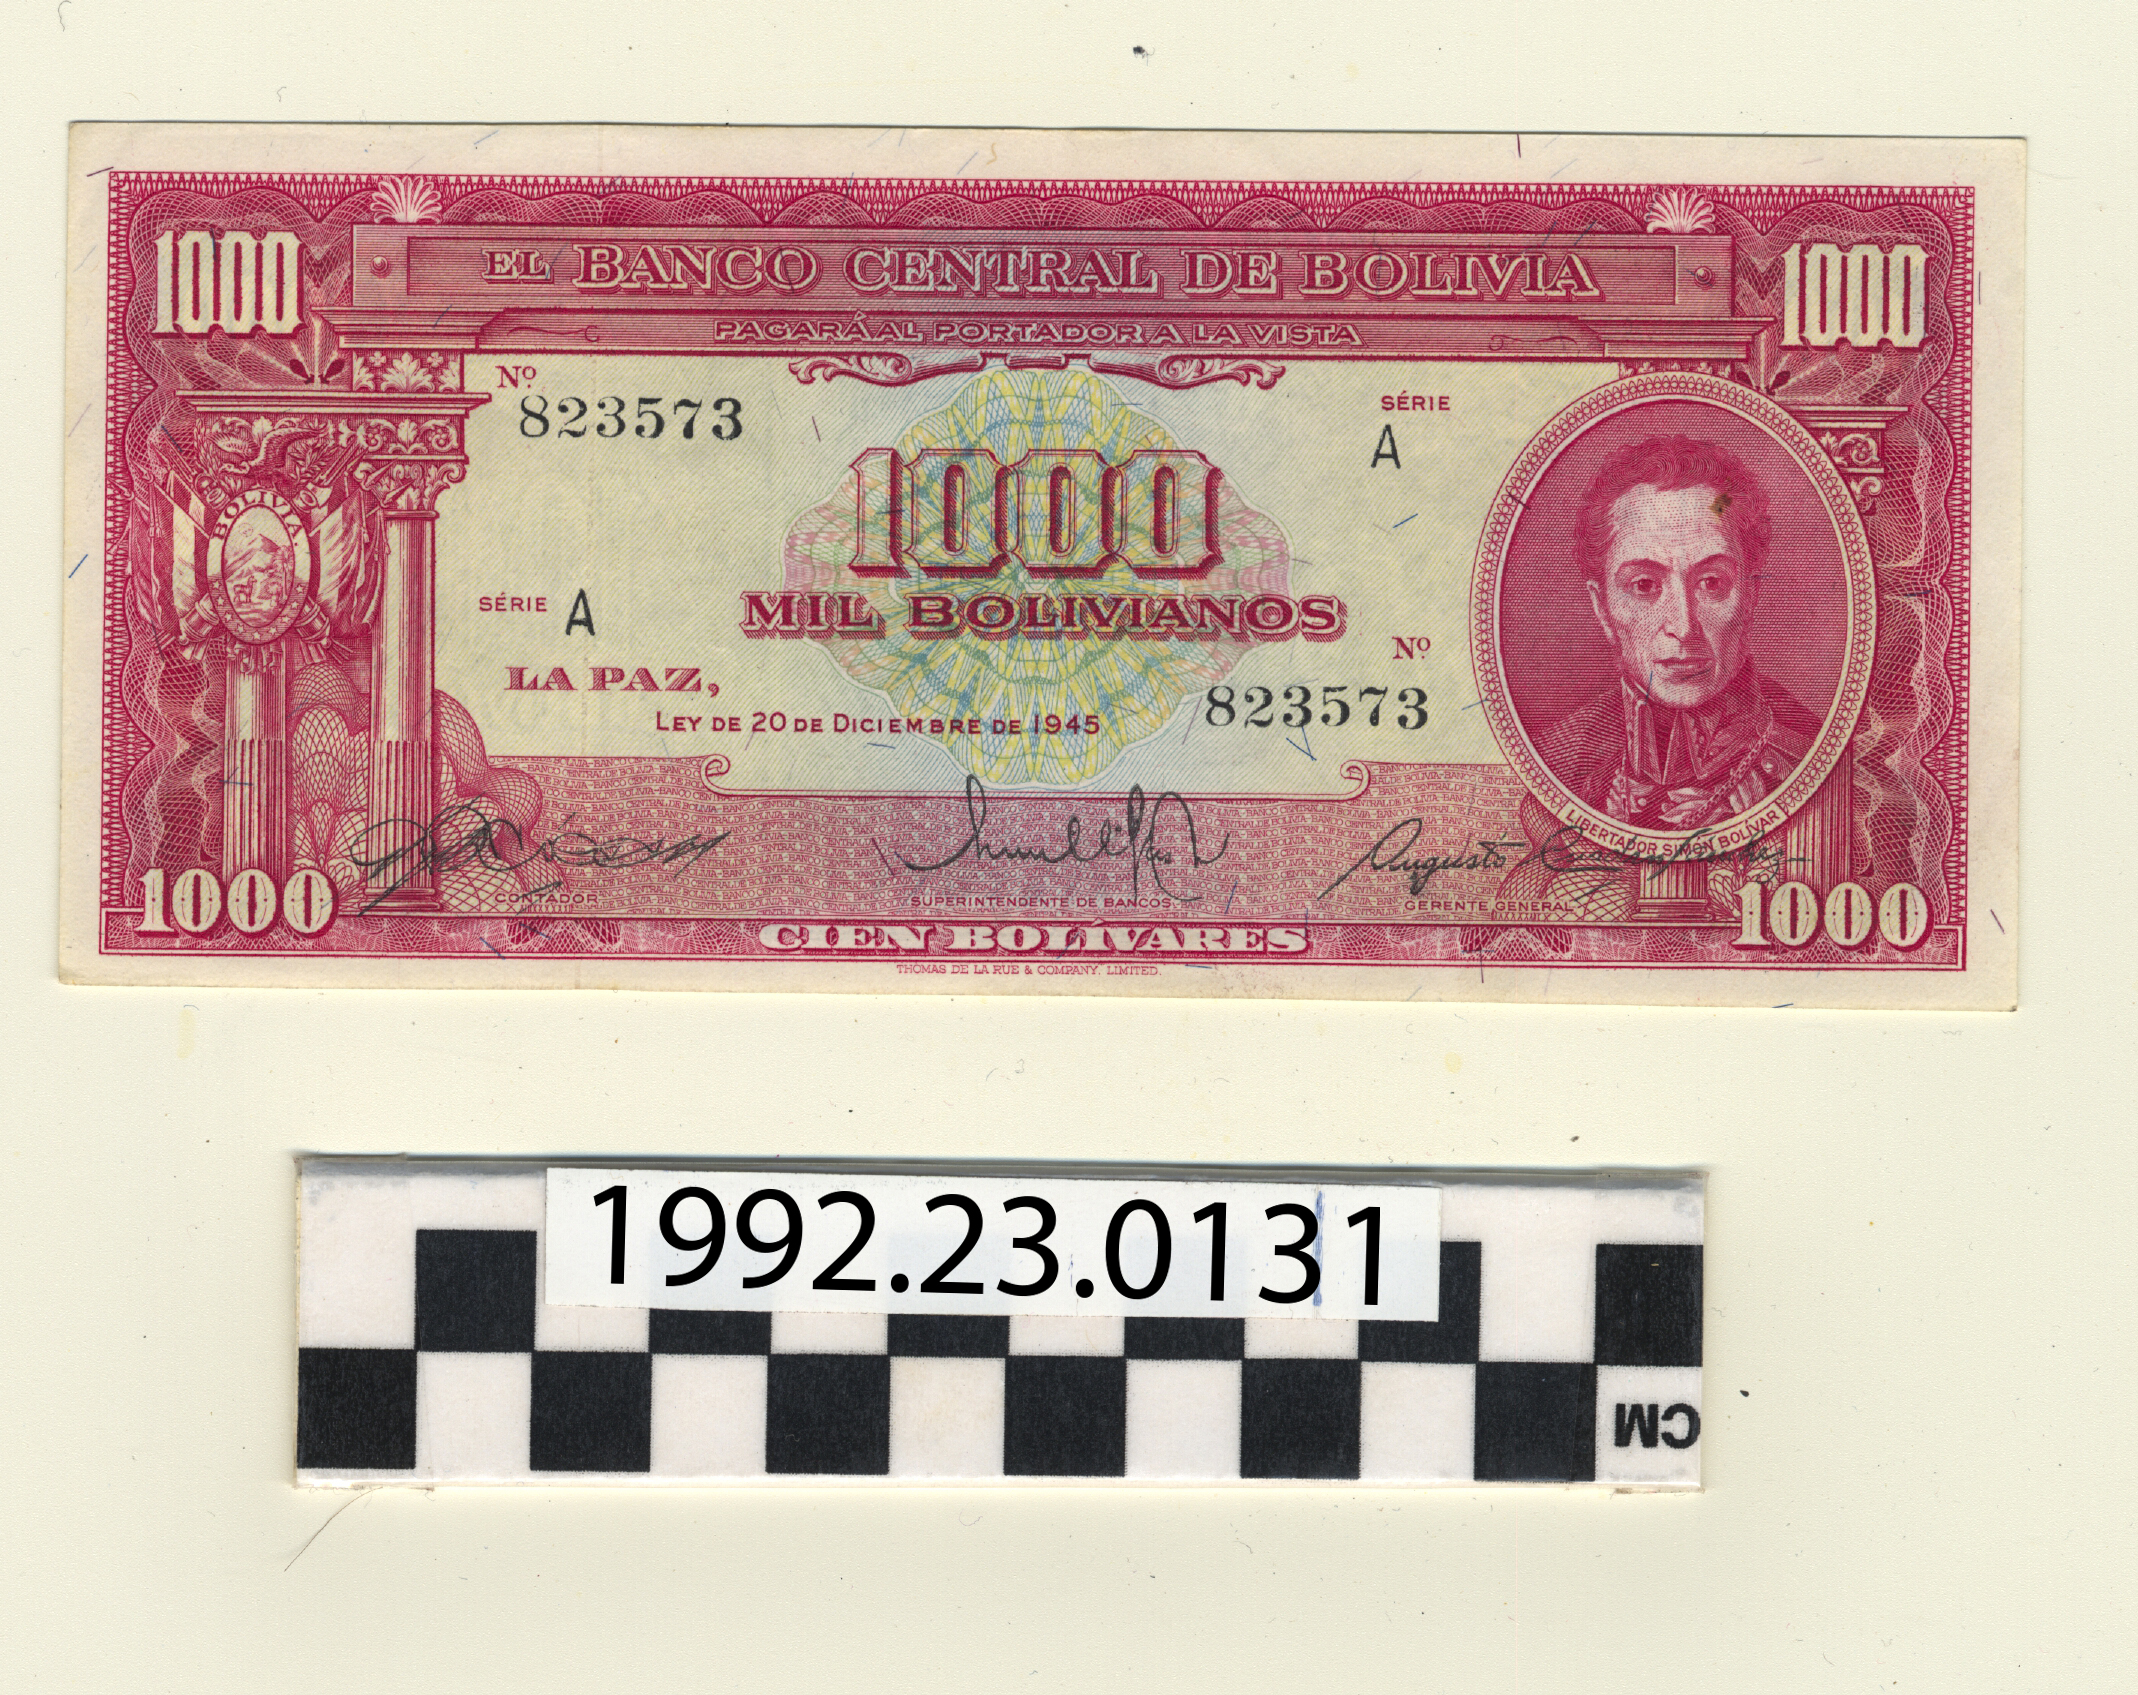 1000 EL BANCO CENTRAL DE BOLIVIA 1000
PAGARÁ AL PORTADOR A LA VISTA
Nº
823573
SÉRIE
A
BOLIVIA.
1000
SÉRIE A
MIL BOLIVIANOS
Nº
LA PAZ,
823573
LEY DE 20 DE DICIEMBRE DE 1945
LIBERTADOR SIMON BOLIVAR
CONTADOR SUPERINTENDENTE DE BANCOS GERENTE GENERAL
1000 CIEN BOLÍVARES 1000
THOMAS DE LA RUE & COMPANY, LIMITED.
1992.23.0131
CM